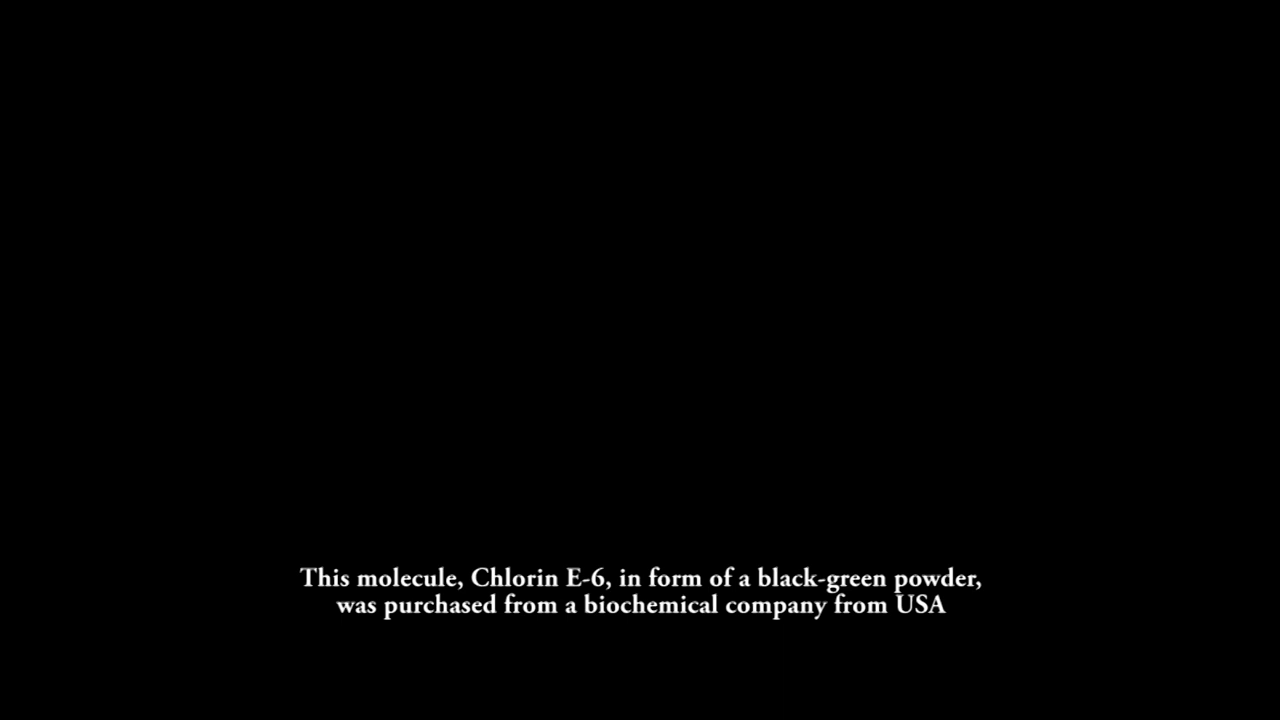 This molecule, Chlorin E-6, in form of a black-green powder,
was purchased from a biochemical company from USA